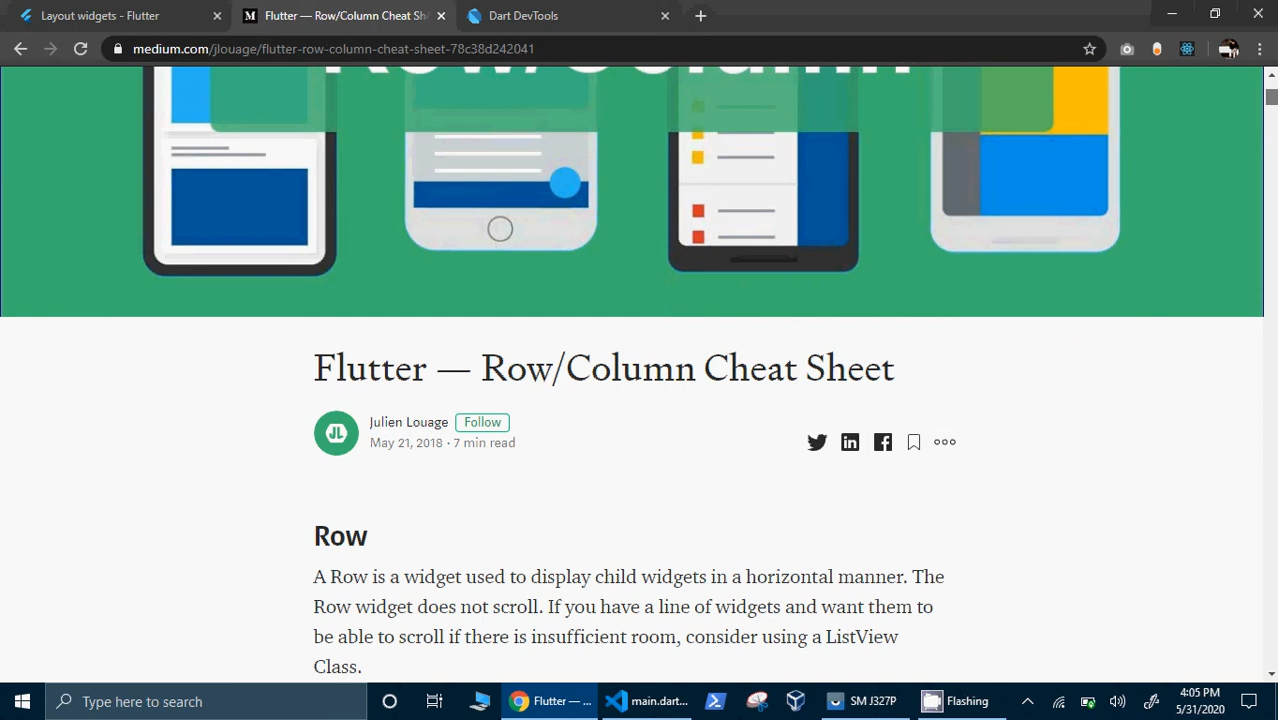 Layout widgets - Flutter
Flutter — Row/Column Cheat Sh
Dart DevTools
medium.com/jlouage/flutter-row-column-cheat-sheet-78c38d242041
Row/Column
Flutter — Row/Column Cheat Sheet
JL
Julien Louage Follow
May 21, 2018 · 7 min read
Row
A Row is a widget used to display child widgets in a horizontal manner. The
Row widget does not scroll. If you have a line of widgets and want them to
be able to scroll if there is insufficient room, consider using a ListView
Class.
Type here to search
Flutter — ...
main.dart...
SM J327P
Flashing
4:05 PM
5/31/2020